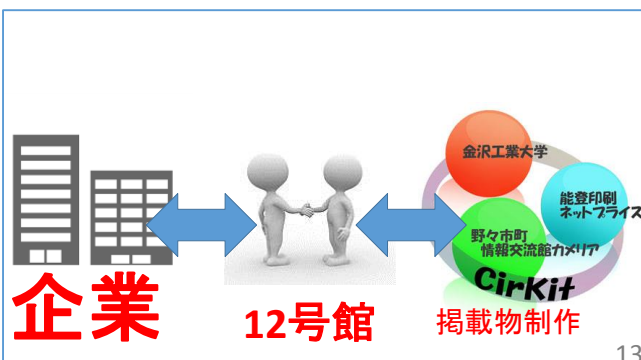 金沢工業大学
能登印刷
ネットプライズ
野々市町
情報交流館カメリア
CirKit
企業
12号館
掲載物制作
13